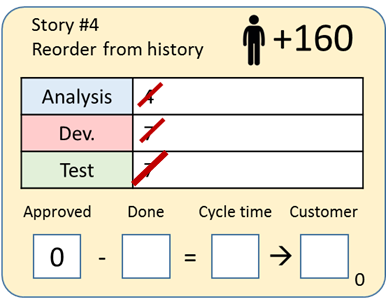 Story #4
Reorder from history
+160
Analysis 4
Dev. 7
Test 7
Approved Done Cycle time Customer
0 - = →
0